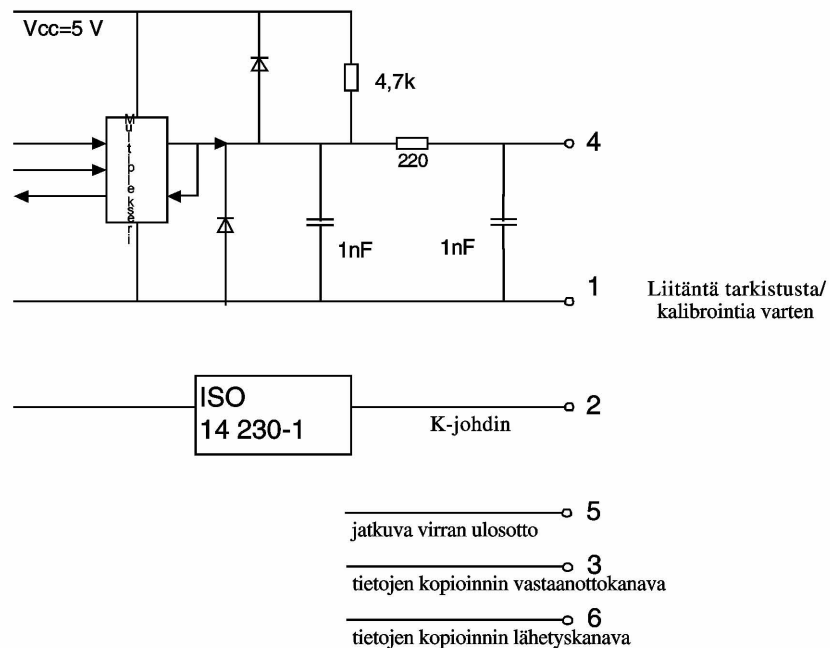 Vcc=5 V
4,7k
Multiplekseri
4
220
1nF
1nF
1
Liitäntä tarkistusta/
kalibrointia varten
ISO
14 230-1
K-johdin
2
5
jatkuva virran ulosotto
3
tietojen kopioinnin vastaanottokanava
6
tietojen kopioinnin lähetyskanava